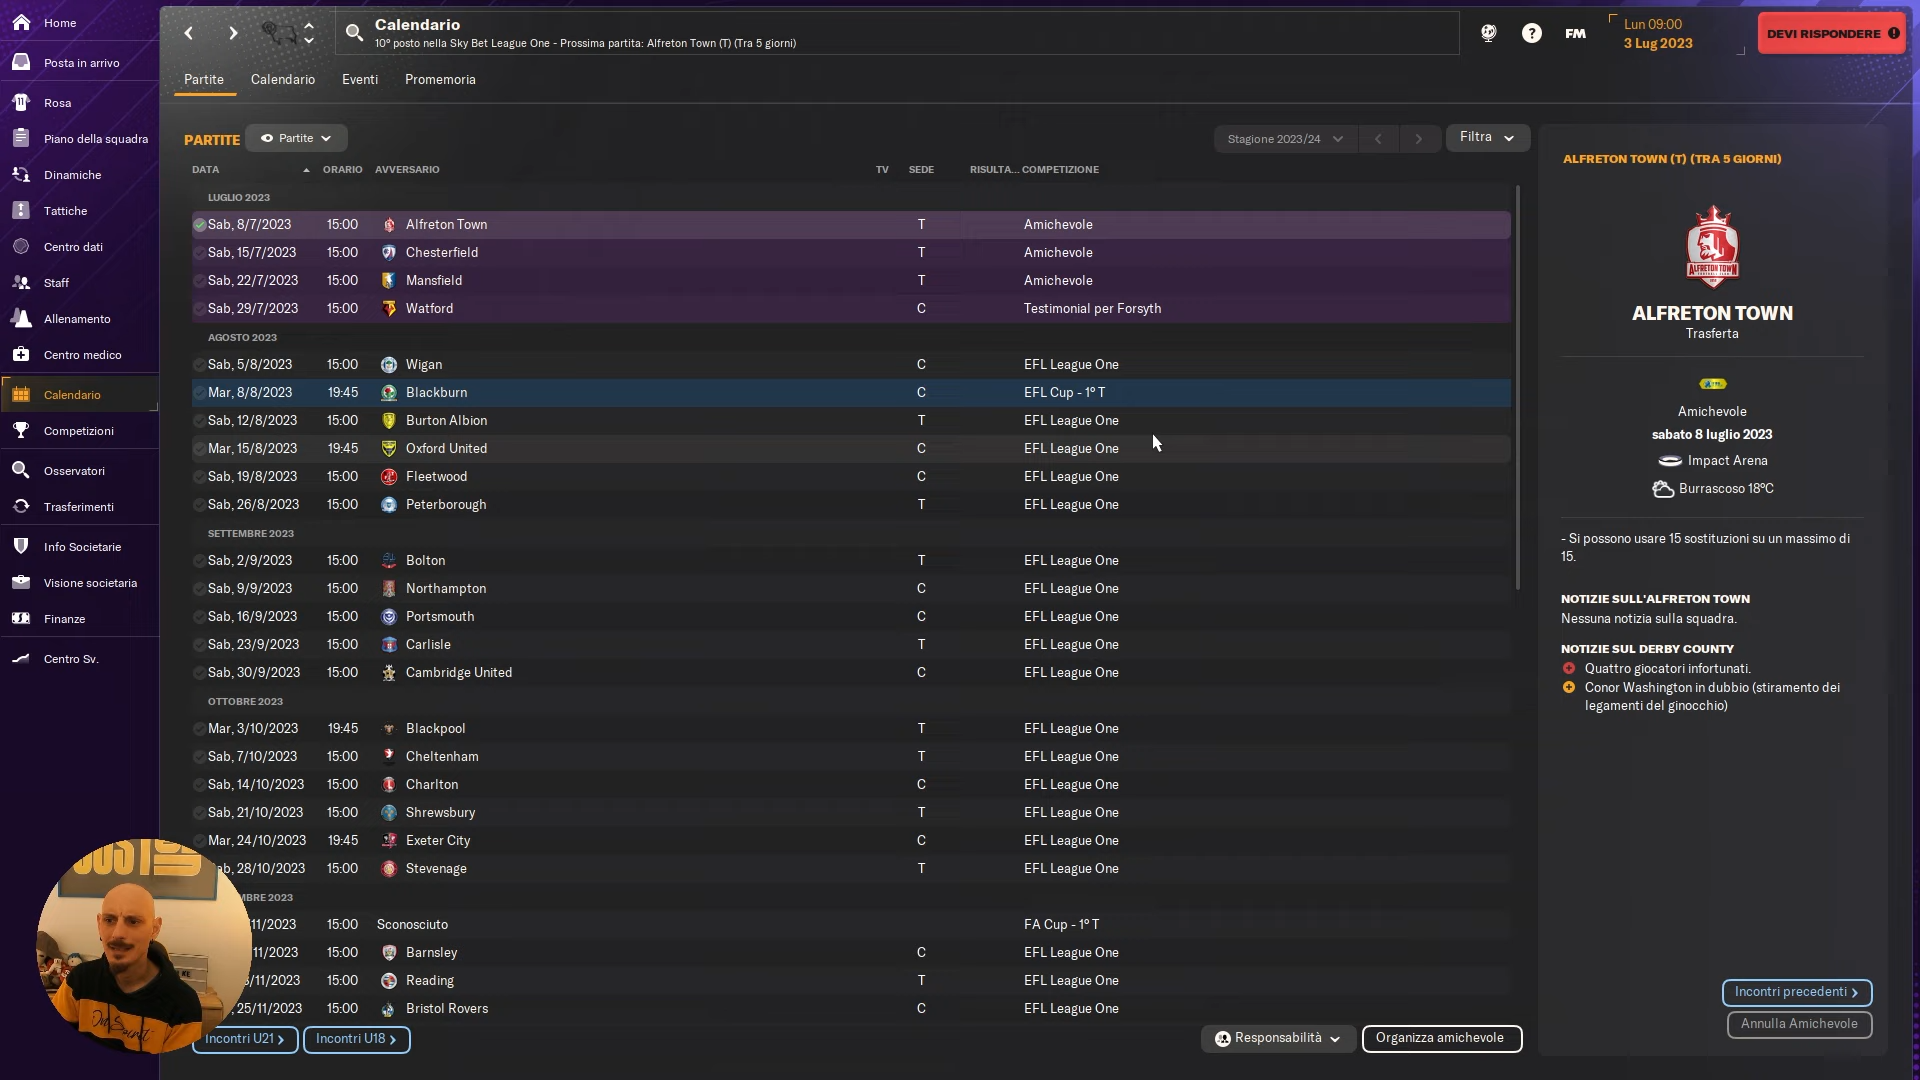 Home
Posta in arrivo
Rosa
Piano della squadra
Dinamiche
Tattiche
Centro dati
Staff
Allenamento
Centro medico
Calendario
Competizioni
Osservatori
Trasferimenti
Info Societarie
Visione societaria
Finanze
Centro Sv.
Calendario
10° posto nella Sky Bet League One - Prossima partita: Alfreton Town (T) (Tra 5 giorni)
FM
Lun 09:00
3 Lug 2023
DEVI RISPONDERE
Partite Calendario Eventi Promemoria
PARTITE Partite Stagione 2023/24 Filtra
DATA ORARIO AVVERSARIO TV SEDE RISULTA... COMPETIZIONE
LUGLIO 2023
Sab, 8/7/2023 15:00 Alfreton Town T Amichevole
Sab, 15/7/2023 15:00 Chesterfield T Amichevole
Sab, 22/7/2023 15:00 Mansfield T Amichevole
Sab, 29/7/2023 15:00 Watford C Testimonial per Forsyth
AGOSTO 2023
Sab, 5/8/2023 15:00 Wigan C EFL League One
Mar, 8/8/2023 19:45 Blackburn C EFL Cup - 1° T
Sab, 12/8/2023 15:00 Burton Albion T EFL League One
Mar, 15/8/2023 19:45 Oxford United C EFL League One
Sab, 19/8/2023 15:00 Fleetwood C EFL League One
Sab, 26/8/2023 15:00 Peterborough T EFL League One
SETTEMBRE 2023
Sab, 2/9/2023 15:00 Bolton T EFL League One
Sab, 9/9/2023 15:00 Northampton C EFL League One
Sab, 16/9/2023 15:00 Portsmouth C EFL League One
Sab, 23/9/2023 15:00 Carlisle T EFL League One
Sab, 30/9/2023 15:00 Cambridge United C EFL League One
OTTOBRE 2023
Mar, 3/10/2023 19:45 Blackpool T EFL League One
Sab, 7/10/2023 15:00 Cheltenham T EFL League One
Sab, 14/10/2023 15:00 Charlton C EFL League One
Sab, 21/10/2023 15:00 Shrewsbury T EFL League One
Mar, 24/10/2023 19:45 Exeter City C EFL League One
ab, 28/10/2023 15:00 Stevenage T EFL League One
MBRE 2023
11/2023 15:00 Sconosciuto FA Cup - 1° T
11/2023 15:00 Barnsley C EFL League One
/11/2023 15:00 Reading T EFL League One
25/11/2023 15:00 Bristol Rovers C EFL League One
Incontri U21 Incontri U18 Responsabilità Organizza amichevole
ALFRETON TOWN (T) (TRA 5 GIORNI)
ALFRETON TOWN
ALFRETON TOWN
Trasferta
Amichevole
sabato 8 luglio 2023
Impact Arena
Burrascoso 18°C
- Si possono usare 15 sostituzioni su un massimo di
15.
NOTIZIE SULL'ALFRETON TOWN
Nessuna notizia sulla squadra.
NOTIZIE SUL DERBY COUNTY
Quattro giocatori infortunati.
Conor Washington in dubbio (stiramento dei
legamenti del ginocchio)
Incontri precedenti
Annulla Amichevole